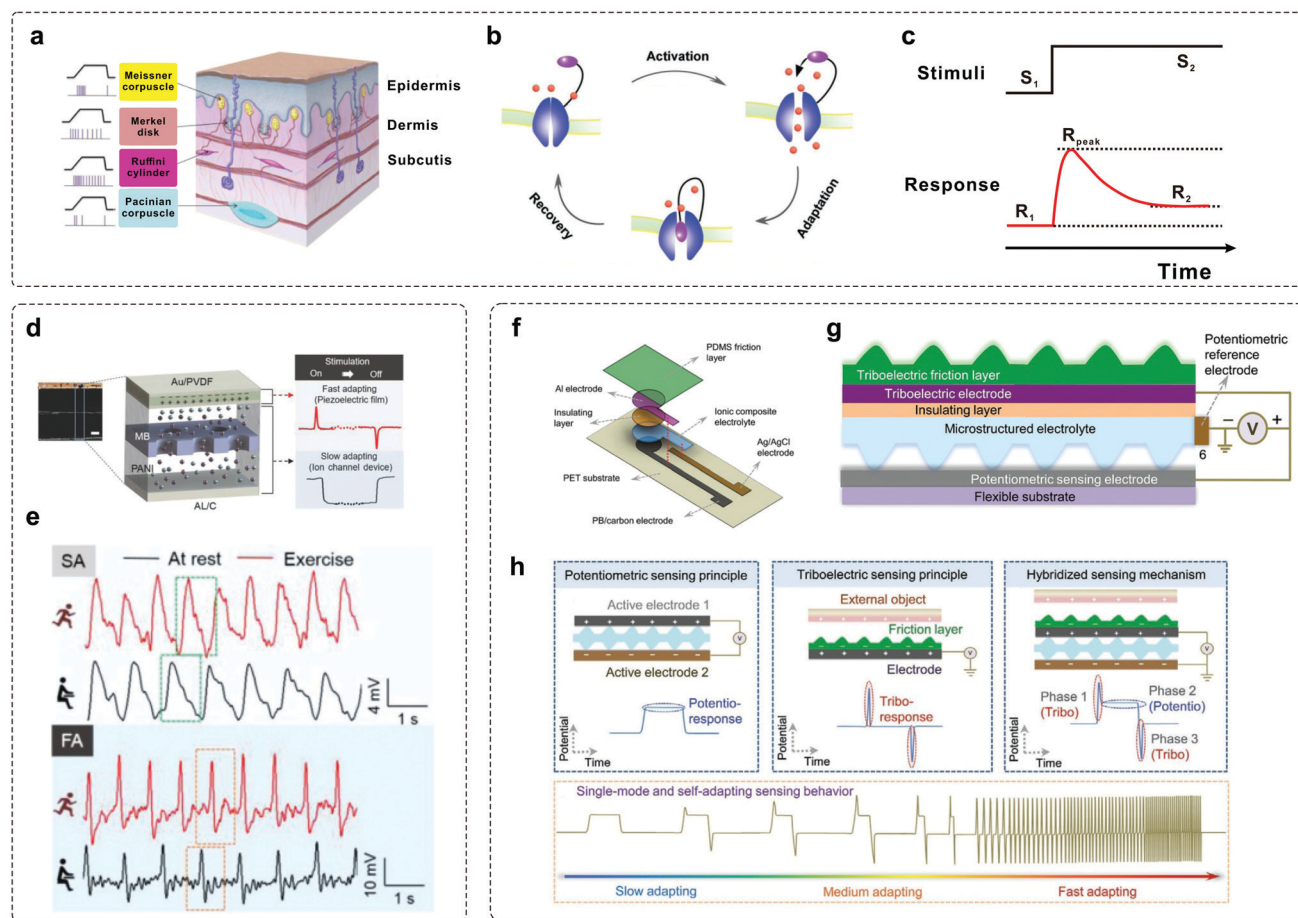 a
Meissner
corpuscle
Merkel
disk
Ruffini
cylinder
Pacinian
corpuscle
Epidermis
Dermis
Subcutis
b
Activation
Adaptation
Recovery
c
Stimuli
S1
S2
Rpeak
Response
R1
R2
Time
d
Au/PVDF
MB
PANI
AL/C
Stimulation
On
Off
Fast adapting
(Piezoelectric film)
Slow adapting
(Ion channel device)
e
SA
At rest
Exercise
4 mV
1 s
FA
10 mV
1 s
f
PDMS friction
layer
Al electrode
Insulating
layer
Ionic composite
electrolyte
Ag/AgCl
electrode
PET substrate
PB/carbon electrode
g
Potentiometric
reference
electrode
Triboelectric friction layer
Triboelectric electrode
Insulating layer
Microstructured electrolyte
Potentiometric sensing electrode
Flexible substrate
− V +
6
h
Potentiometric sensing principle
Active electrode 1
V
Active electrode 2
Potentio-
response
Potential
Time
Triboelectric sensing principle
External object
Friction layer
V
Electrode
Tribo-
response
Potential
Time
Hybridized sensing mechanism
V
Phase 1
(Tribo)
Phase 2
(Potentio)
Phase 3
(Tribo)
Potential
Time
Single-mode and self-adapting sensing behavior
Slow adapting
Medium adapting
Fast adapting